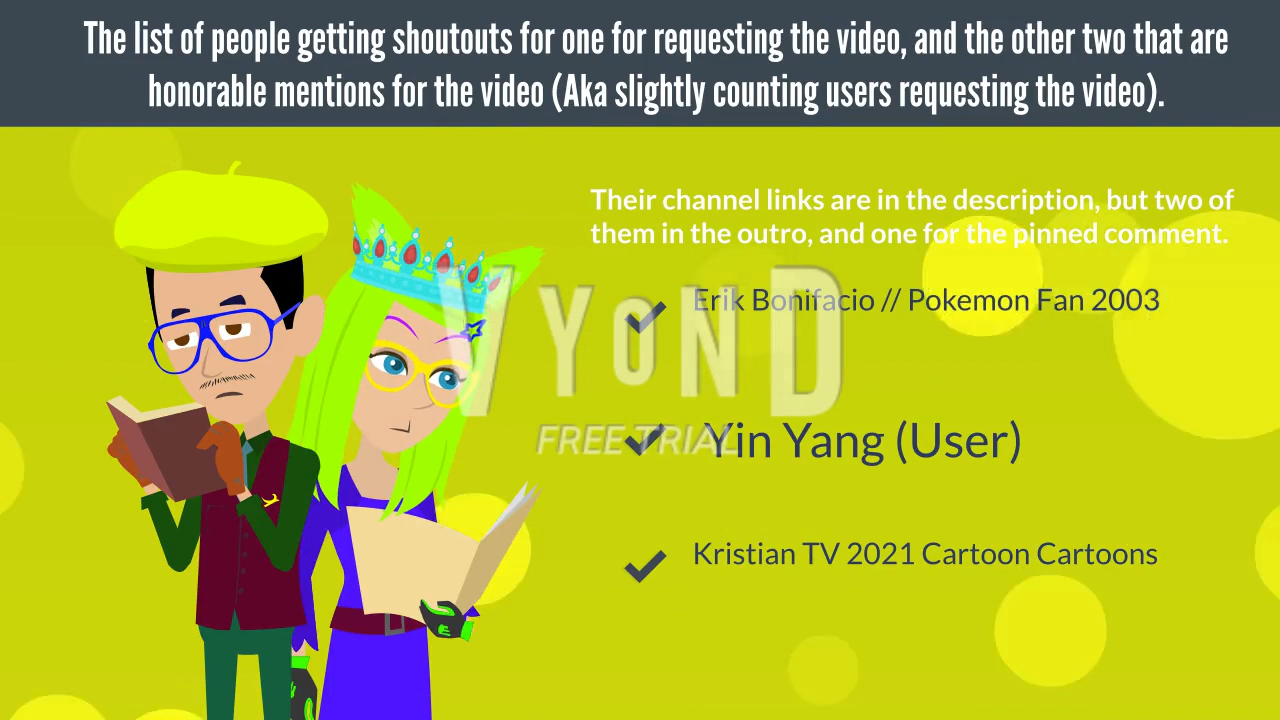 The list of people getting shoutouts for one for requesting the video, and the other two that are
honorable mentions for the video (Aka slightly counting users requesting the video).
Their channel links are in the description, but two of
them in the outro, and one for the pinned comment.
Erik Bonifacio // Pokemon Fan 2003
VYOND
FREE TRIAL
Yin Yang (User)
Kristian TV 2021 Cartoon Cartoons